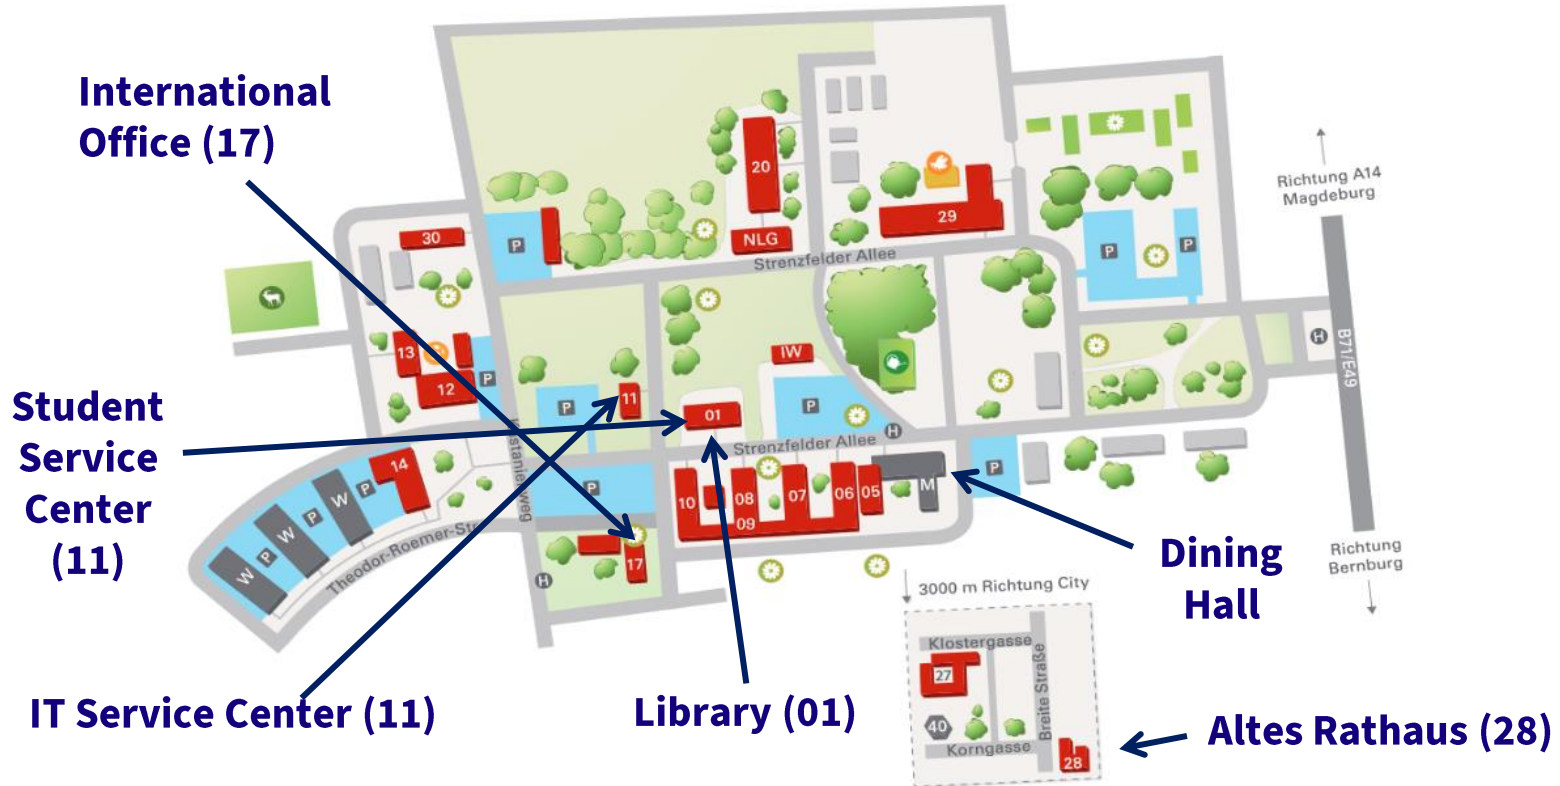 International
Office (17)
20
Richtung A14
Magdeburg
29
30
P
NLG
P
P
Strenzfelder Allee
H
B71/E49
13
IW
12
P
Student
Service
Center
(11)
11
P
01
P
H
Strenzfelder Allee
14
W
P
W
P
W
P
P
10
08
07
06
05
M
P
09
Theodor-Roemer-Str
17
H
Richtung
Bernburg
Dining
Hall
3000 m Richtung City
Klostergasse
27
Breite Straße
40
Korngasse
28
IT Service Center (11)
Library (01)
Altes Rathaus (28)